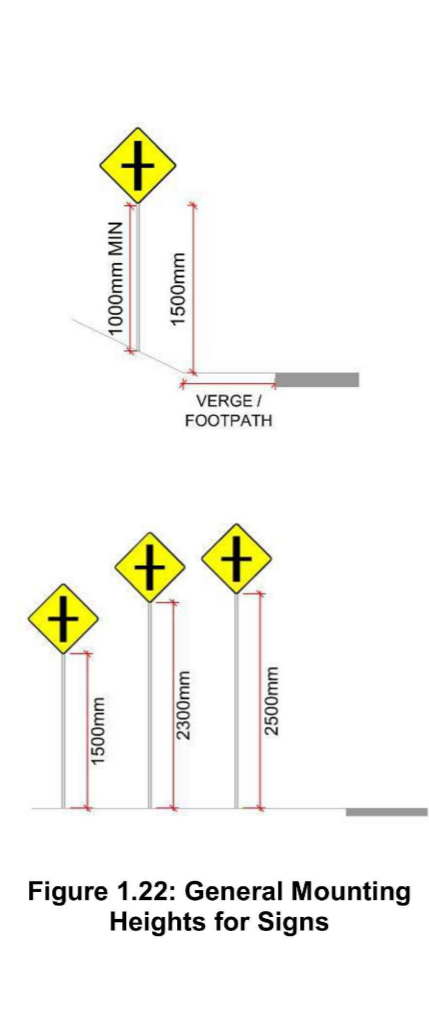 1000mm MIN
1500mm
VERGE /
FOOTPATH
1500mm
2300mm
2500mm
Figure 1.22: General Mounting
Heights for Signs